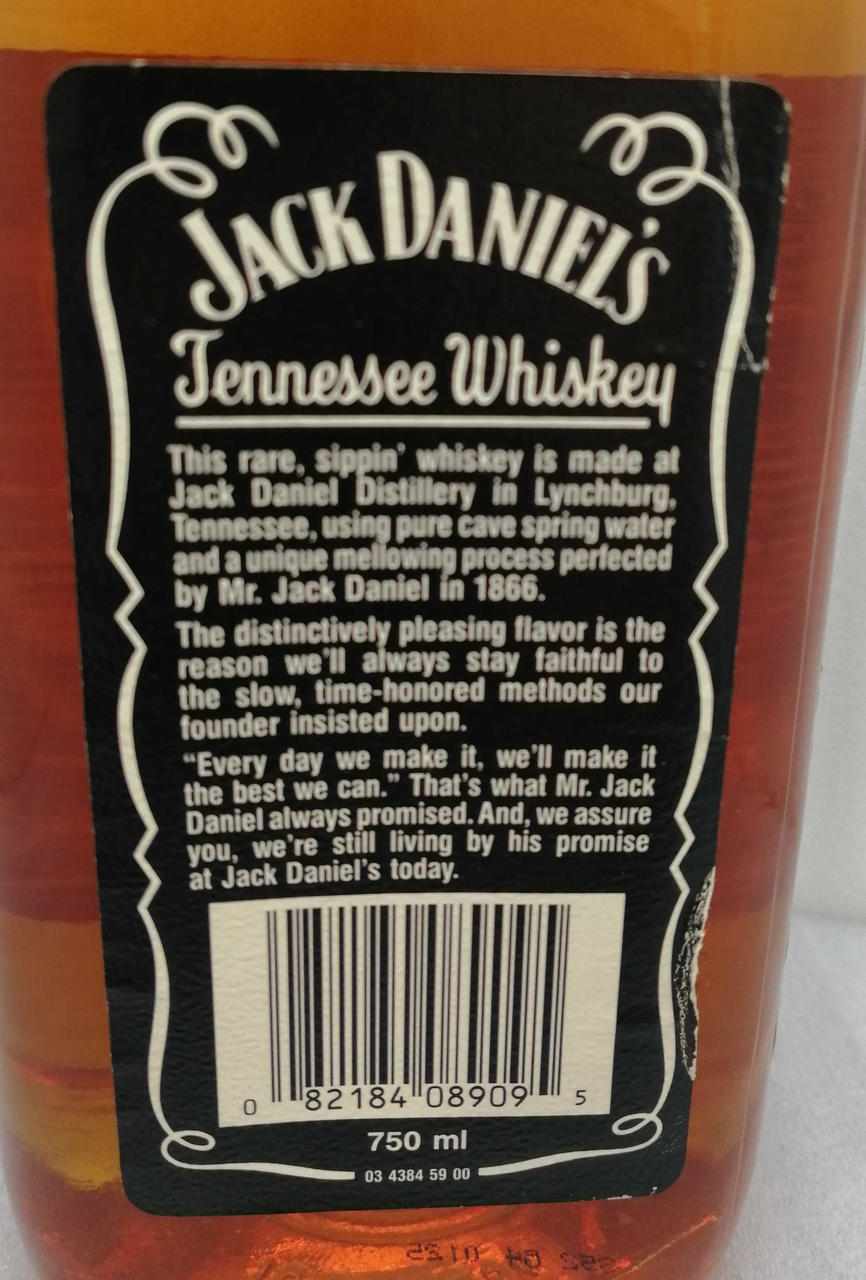 JACK DANIEL'S
Tennessee Whiskey
This rare, sippin' whiskey is made at
Jack Daniel Distillery in Lynchburg,
Tennessee, using pure cave spring water
and a unique mellowing process perfected
by Mr. Jack Daniel in 1866.
The distinctively pleasing flavor is the
reason we'll always stay faithful to
the slow, time-honored methods our
founder insisted upon.
"Every day we make it, we'll make it
the best we can." That's what Mr. Jack
Daniel always promised. And, we assure
you, we're still living by his promise
at Jack Daniel's today.
0 82184 08909 5
750 ml
03 4384 59 00